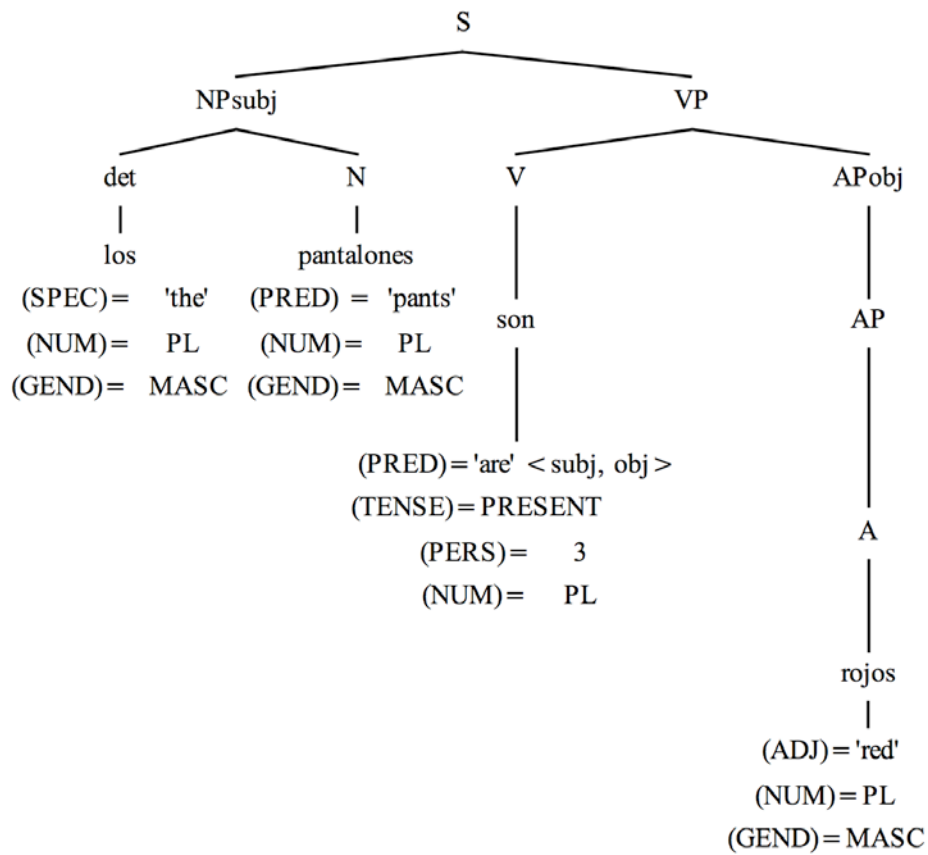 S
NPsubj VP
det N V APobj
los pantalones
(SPEC)= 'the' (PRED) = 'pants'
son AP
(NUM)= PL (NUM)= PL
(GEND)= MASC (GEND)= MASC
(PRED)='are' <subj, obj>
(TENSE)=PRESENT
A
(PERS)= 3
(NUM)= PL
rojos
(ADJ)='red'
(NUM)=PL
(GEND)=MASC